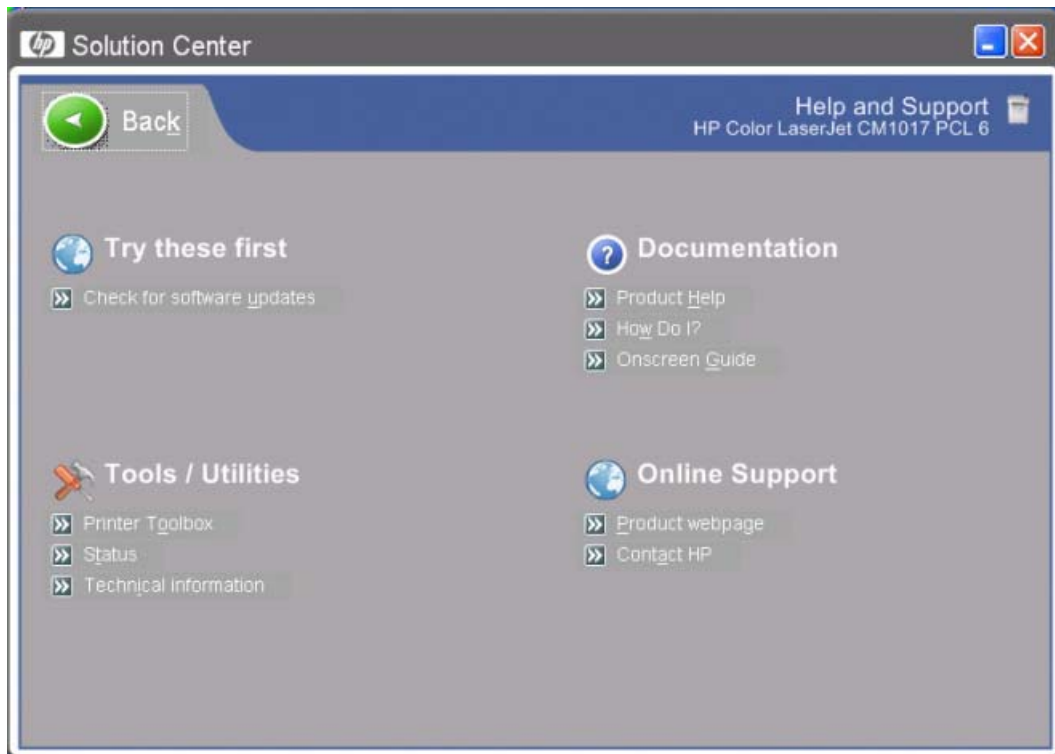 hp Solution Center
Back
Help and Support
HP Color LaserJet CM1017 PCL 6
Try these first
Check for software updates
Documentation
Product Help
How Do I?
Onscreen Guide
Tools / Utilities
Printer Toolbox
Status
Technical information
Online Support
Product webpage
Contact HP